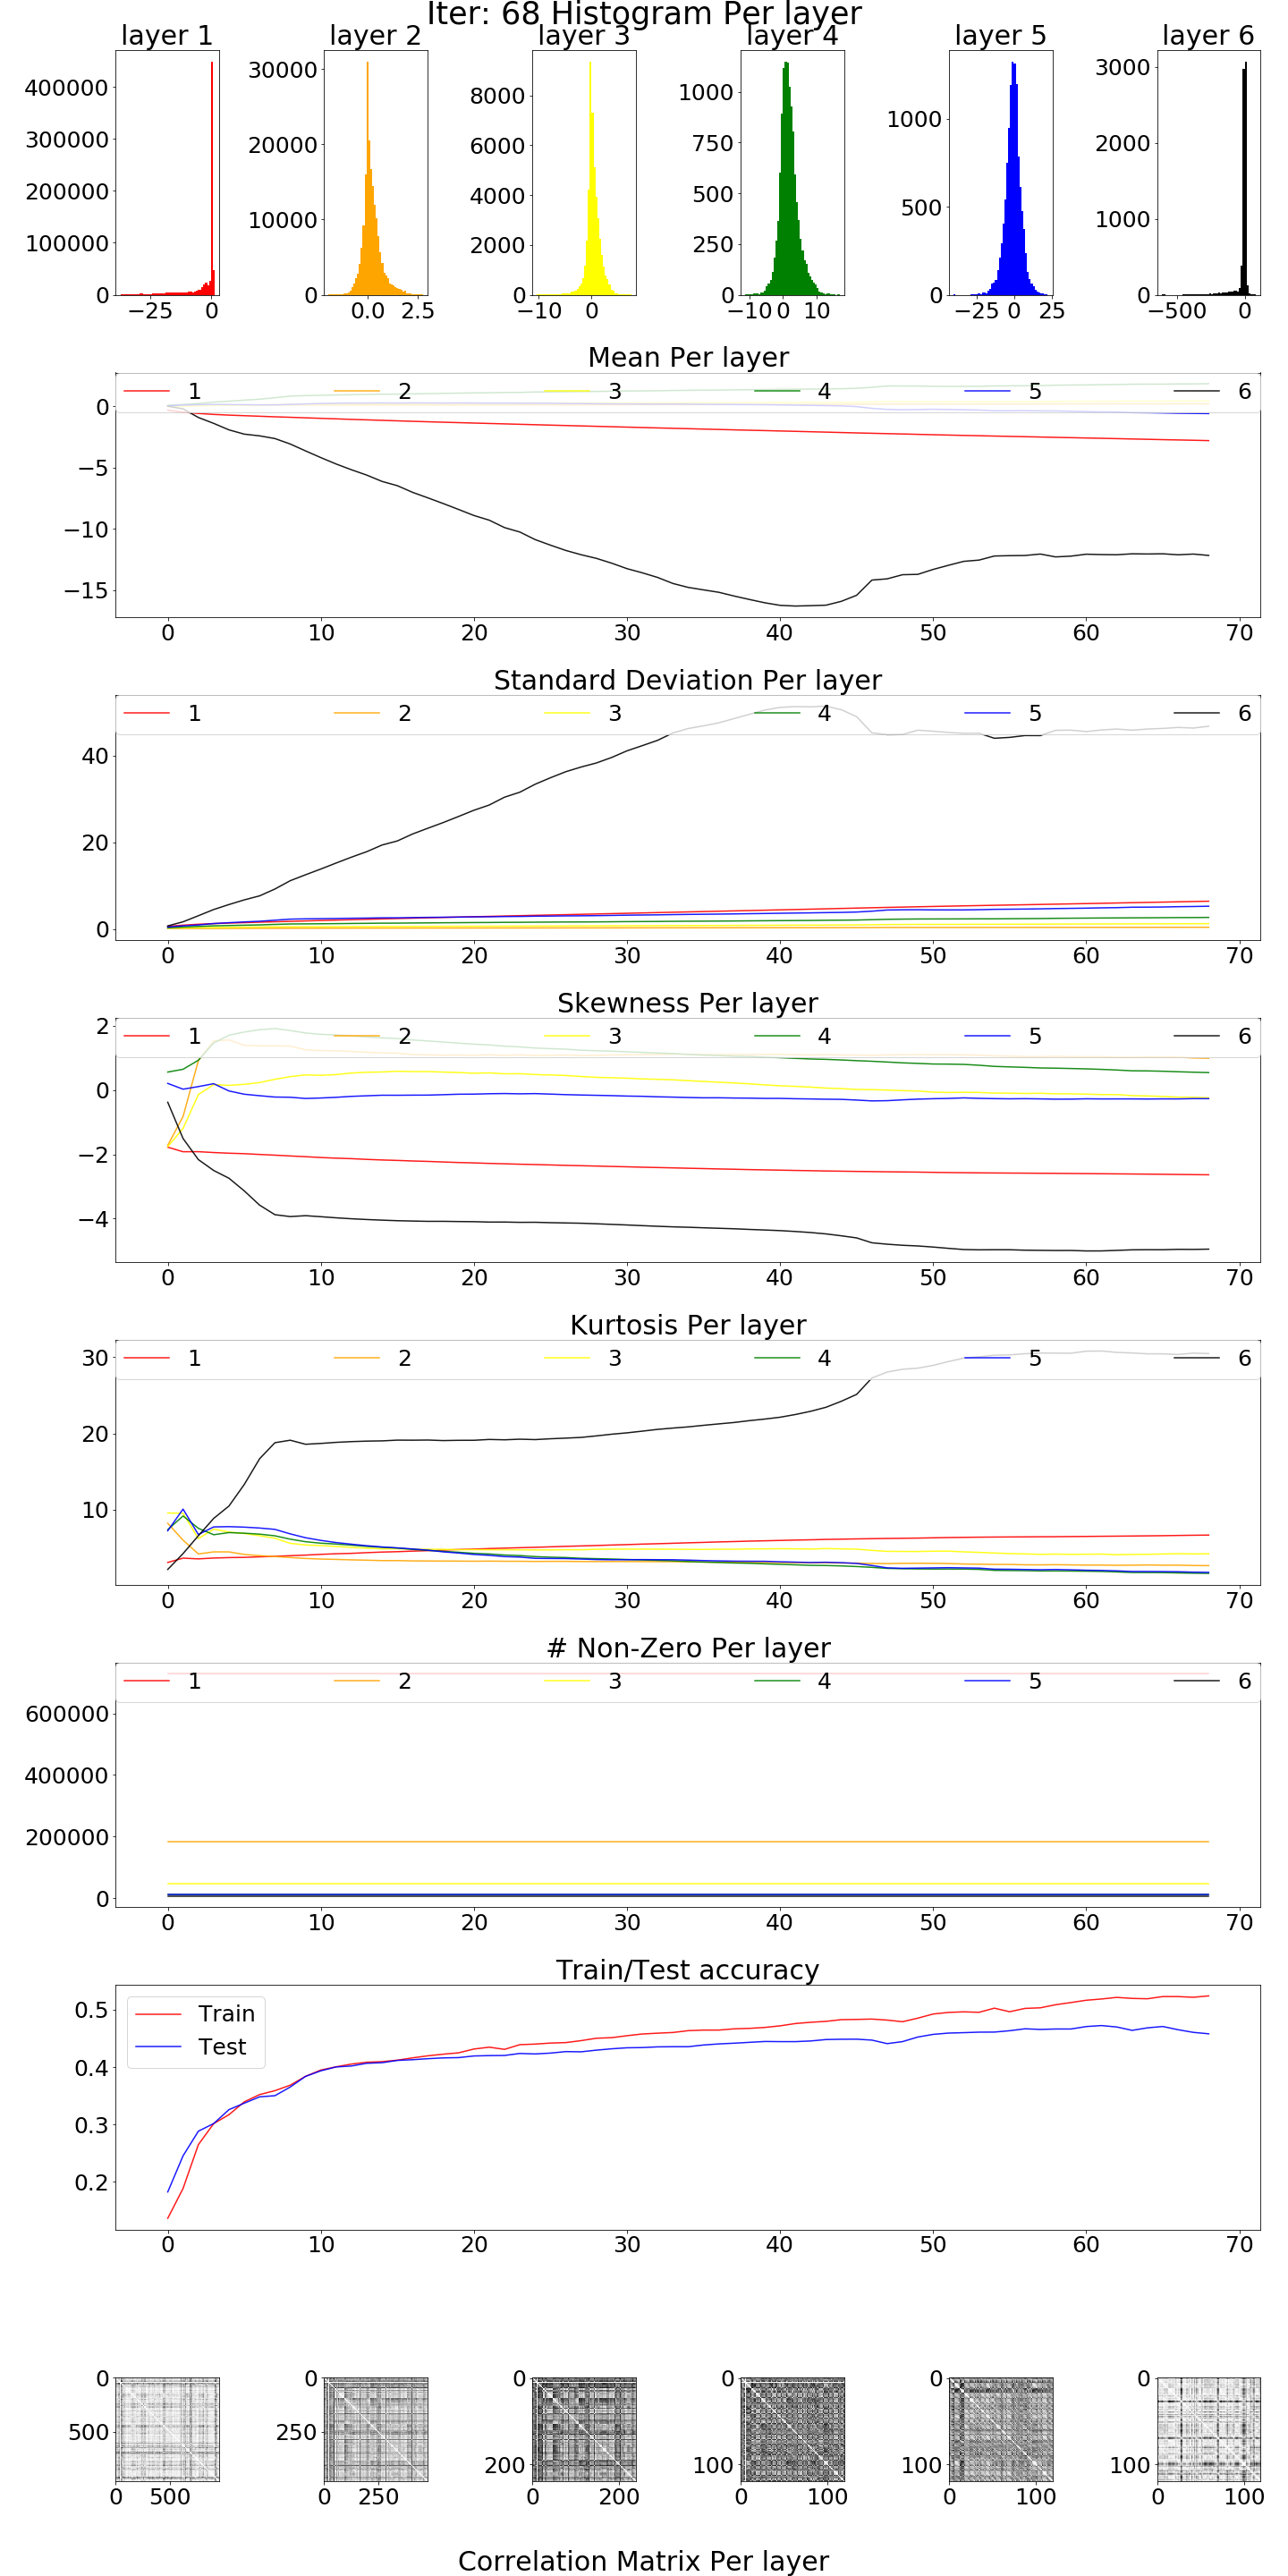 Iter: 68 Histogram Per layer
layer 1 layer 2 layer 3 layer 4 layer 5 layer 6
400000
300000
200000
100000
0
−25 0
30000
20000
10000
0
0.0 2.5
8000
6000
4000
2000
0
−10 0
1000
750
500
250
0
−10 0 10
1000
500
0
−25 0 25
3000
2000
1000
0
−500 0
Mean Per layer
1 2 3 4 5 6
0
−5
−10
−15
0 10 20 30 40 50 60 70
Standard Deviation Per layer
1 2 3 4 5 6
40
20
0
0 10 20 30 40 50 60 70
Skewness Per layer
1 2 3 4 5 6
2
0
−2
−4
0 10 20 30 40 50 60 70
Kurtosis Per layer
1 2 3 4 5 6
30
20
10
0 10 20 30 40 50 60 70
# Non-Zero Per layer
1 2 3 4 5 6
600000
400000
200000
0
0 10 20 30 40 50 60 70
Train/Test accuracy
Train
Test
0.5
0.4
0.3
0.2
0 10 20 30 40 50 60 70
0
500
0 500
0
250
0 250
0
200
0 200
0
100
0 100
0
100
0 100
0
100
0 100
Correlation Matrix Per layer